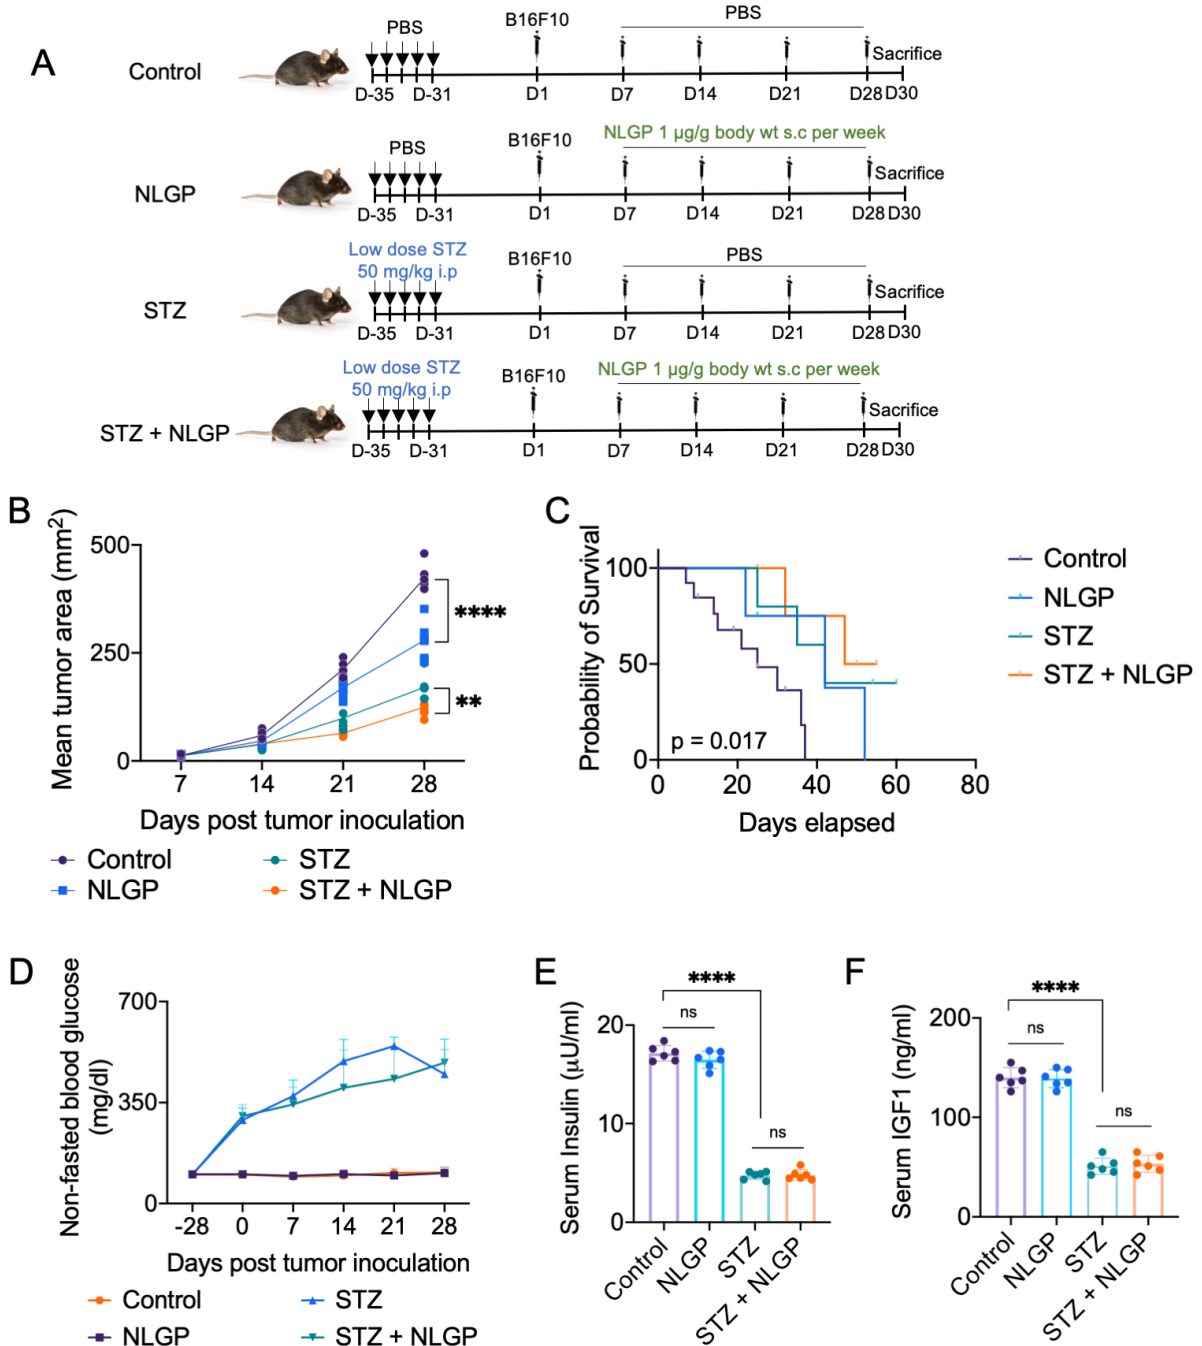 A
Control
PBS
B16F10
PBS
Sacrifice
D-35 D-31 D1 D7 D14 D21 D28 D30
NLGP
PBS
B16F10
NLGP 1 µg/g body wt s.c per week
Sacrifice
D-35 D-31 D1 D7 D14 D21 D28 D30
STZ
Low dose STZ
50 mg/kg i.p
B16F10
PBS
Sacrifice
D-35 D-31 D1 D7 D14 D21 D28 D30
STZ + NLGP
Low dose STZ
50 mg/kg i.p
B16F10
NLGP 1 µg/g body wt s.c per week
Sacrifice
D-35 D-31 D1 D7 D14 D21 D28 D30
B
Mean tumor area (mm²)
500
250
0
****
**
7 14 21 28
Days post tumor inoculation
Control
STZ
NLGP
STZ + NLGP
C
Probability of Survival
100
50
0
p = 0.017
0 20 40 60 80
Days elapsed
Control
NLGP
STZ
STZ + NLGP
D
Non-fasted blood glucose
(mg/dl)
700
350
0
-28 0 7 14 21 28
Days post tumor inoculation
Control
STZ
NLGP
STZ + NLGP
E
Serum Insulin (µU/ml)
20
10
0
****
ns
ns
Control
NLGP
STZ
STZ + NLGP
F
Serum IGF1 (ng/ml)
200
100
0
****
ns
ns
Control
NLGP
STZ
STZ + NLGP